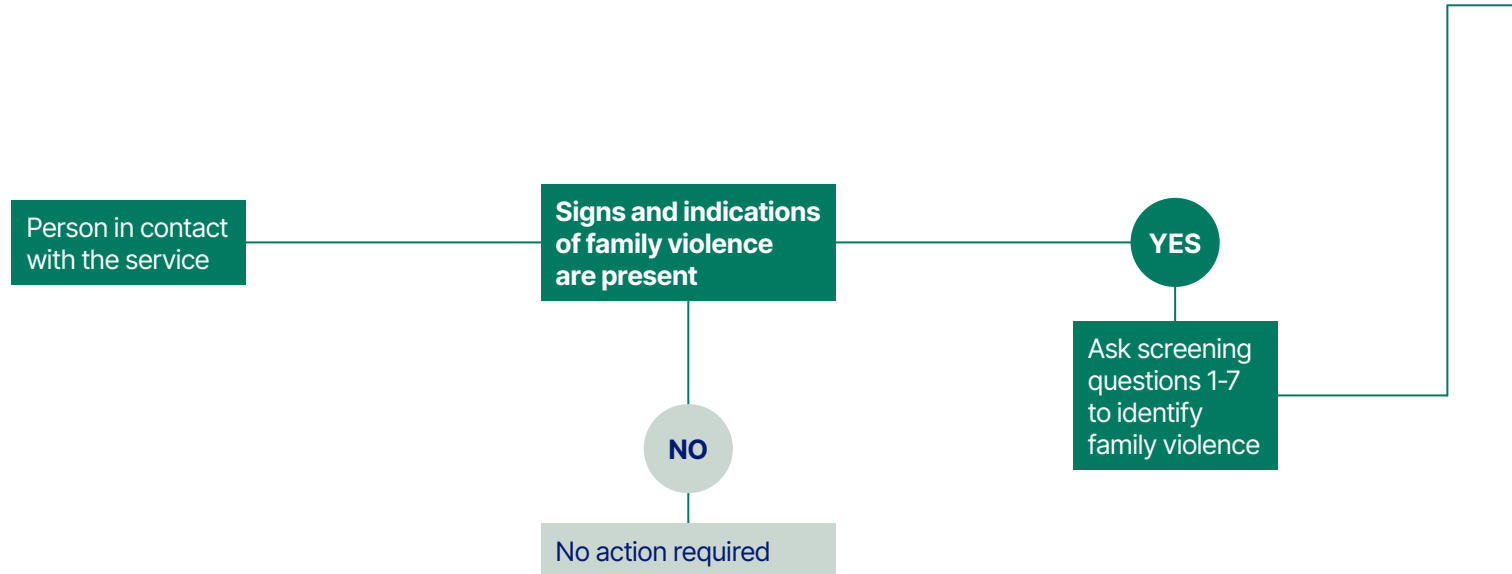 Person in contact
with the service
Signs and indications
of family violence
are present
YES
Ask screening
questions 1-7
to identify
family violence
NO
No action required